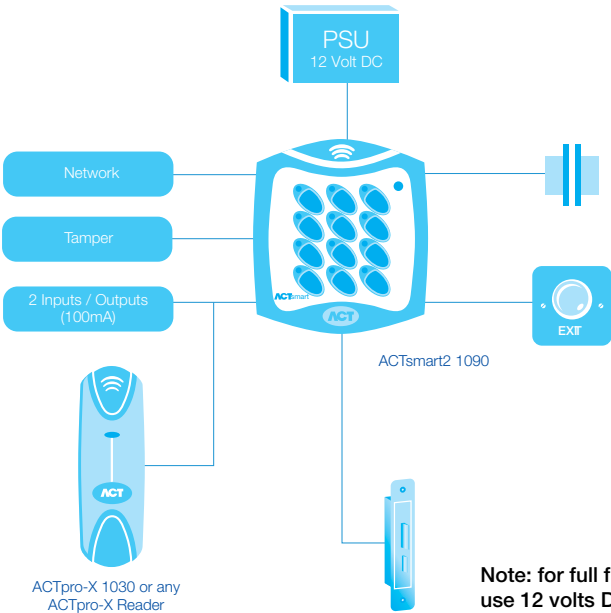 PSU
12 Volt DC
Network
Tamper
2 Inputs / Outputs
(100mA)
ACTsmart
ACT
EXIT
ACTsmart2 1090
ACT
ACTpro-X 1030 or any
ACTpro-X Reader
Note: for full f
use 12 volts D